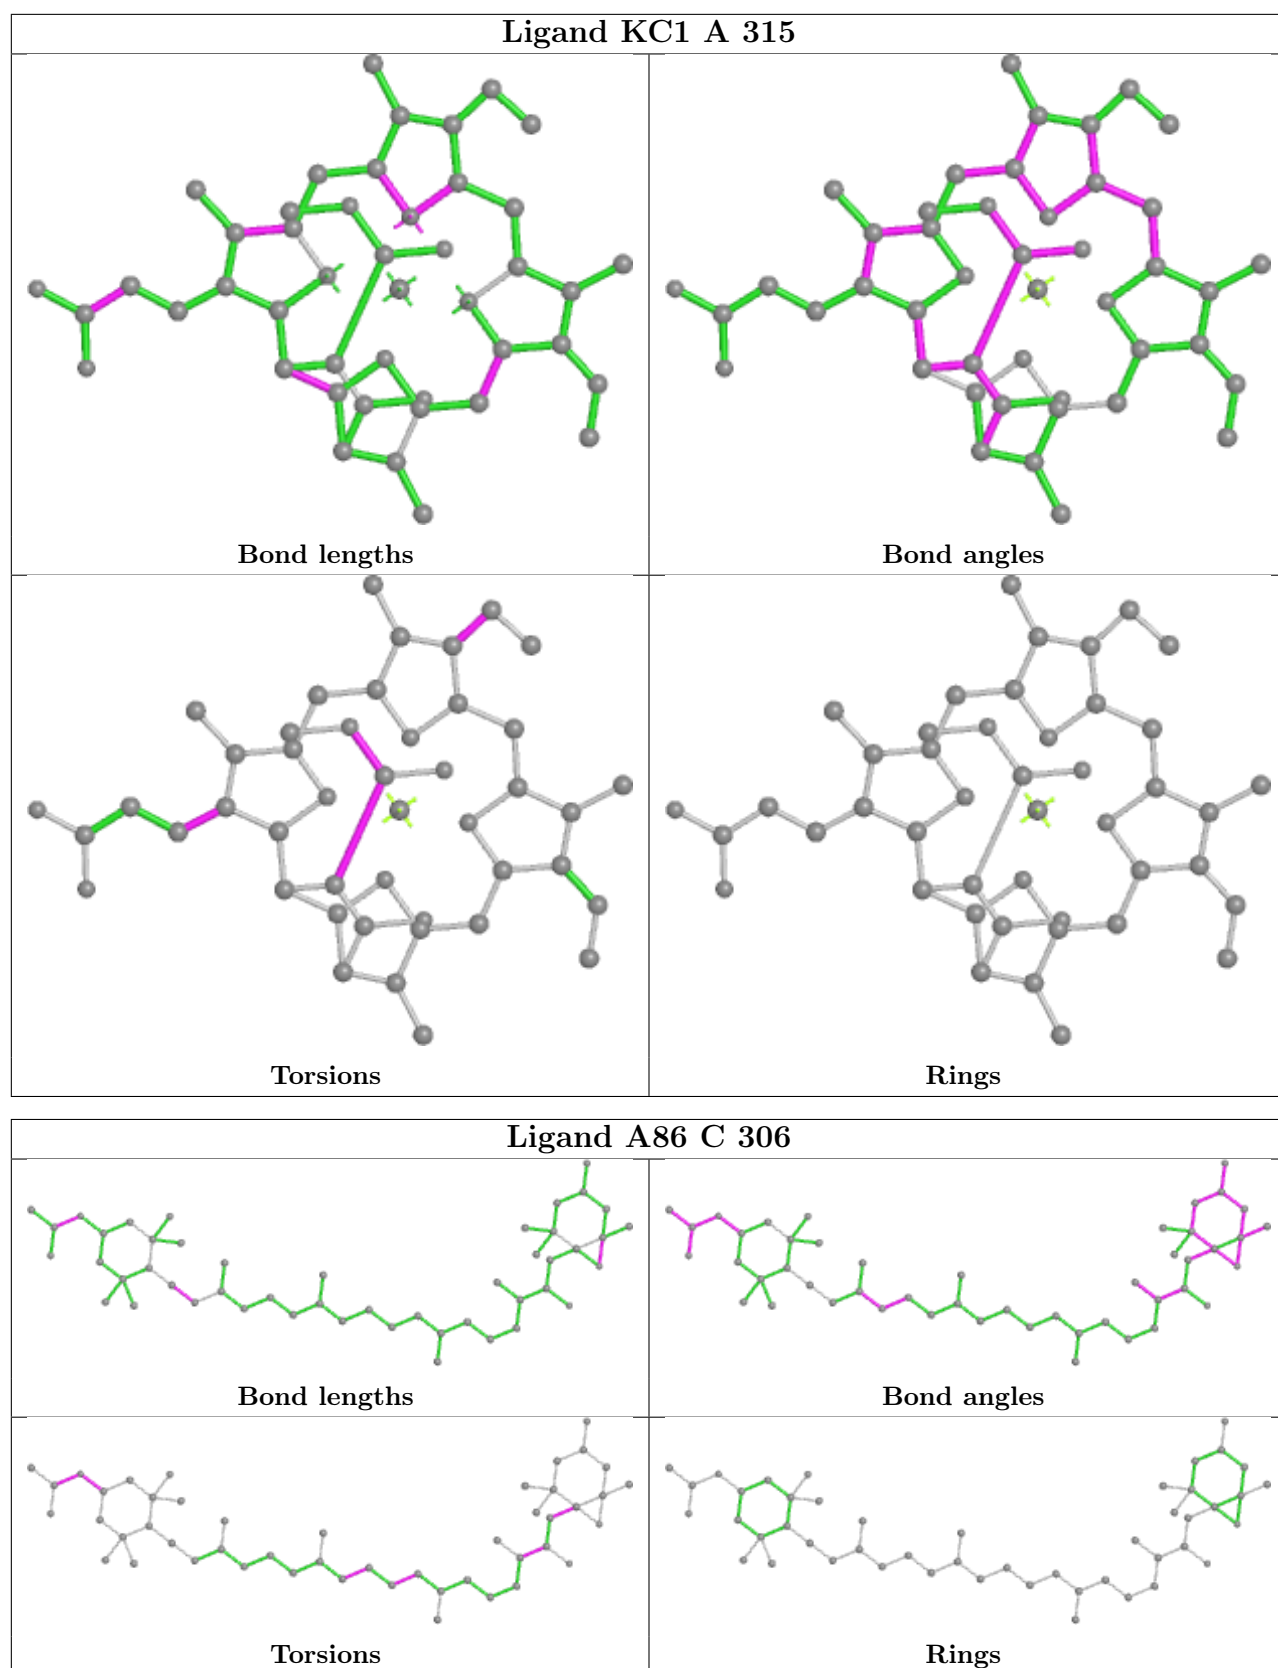 Ligand KC1 A 315
Bond lengths
Bond angles
Torsions
Rings
Ligand A86 C 306
Bond lengths
Bond angles
Torsions
Rings